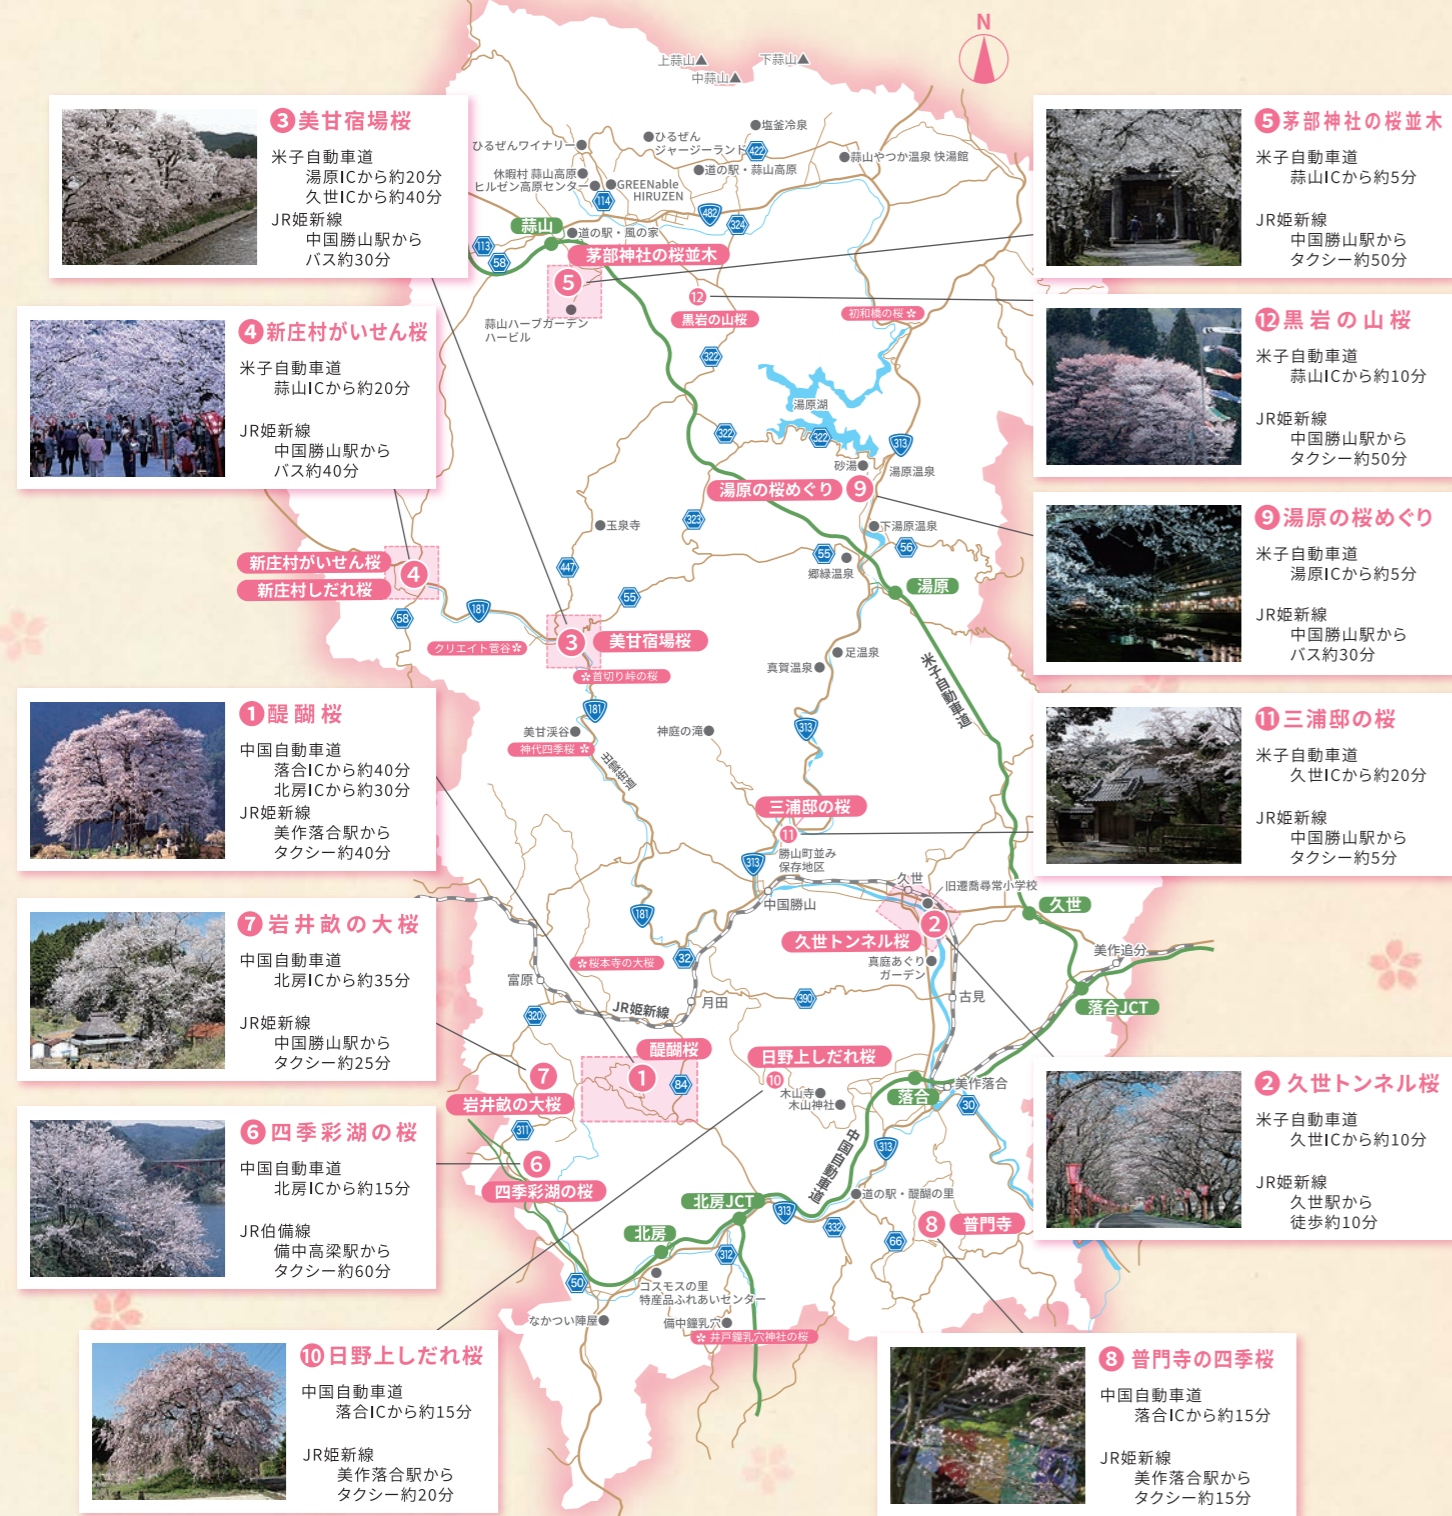 N
上蒜山▲
下蒜山▲
中蒜山▲
③美甘宿場桜
米子自動車道
湯原ICから約20分
久世ICから約40分
JR姫新線
中国勝山駅から
バス約30分
⑤茅部神社の桜並木
米子自動車道
蒜山ICから約5分
JR姫新線
中国勝山駅から
タクシー約50分
④新庄村がいせん桜
米子自動車道
蒜山ICから約20分
JR姫新線
中国勝山駅から
バス約40分
⑫黒岩の山桜
米子自動車道
蒜山ICから約10分
JR姫新線
中国勝山駅から
タクシー約50分
⑨湯原の桜めぐり
米子自動車道
湯原ICから約5分
JR姫新線
中国勝山駅から
バス約30分
①醍醐桜
中国自動車道
落合ICから約40分
北房ICから約30分
JR姫新線
美作落合駅から
タクシー約40分
⑪三浦邸の桜
米子自動車道
久世ICから約20分
JR姫新線
中国勝山駅から
タクシー約5分
⑦岩井畝の大桜
中国自動車道
北房ICから約35分
JR姫新線
中国勝山駅から
タクシー約25分
②久世トンネル桜
米子自動車道
久世ICから約10分
JR姫新線
久世駅から
徒歩約10分
⑥四季彩湖の桜
中国自動車道
北房ICから約15分
JR伯備線
備中高梁駅から
タクシー約60分
⑩日野上しだれ桜
中国自動車道
落合ICから約15分
JR姫新線
美作落合駅から
タクシー約20分
⑧普門寺の四季桜
中国自動車道
落合ICから約15分
JR姫新線
美作落合駅から
タクシー約15分
塩釜冷泉
ひるぜんワイナリー
ひるぜん
ジャージーランド
422
蒜山やつか温泉 快湯館
休暇村 蒜山高原
道の駅・蒜山高原
ヒルゼン高原センター
GREENable
HIRUZEN
114
482
324
蒜山
道の駅・風の家
113
58
茅部神社の桜並木
⑤
蒜山ハーブガーデン
ハービル
⑫
黒岩の山桜
初和橋の桜
322
湯原湖
322
322
313
砂湯
湯原温泉
湯原の桜めぐり
⑨
323
玉泉寺
下湯原温泉
55
56
郷緑温泉
湯原
新庄村がいせん桜
新庄村しだれ桜
④
447
55
58
181
クリエイト菅谷
③
美甘宿場桜
首切り峠の桜
足温泉
真賀温泉
米子自動車道
181
美甘渓谷
神庭の滝
313
神代四季桜
出雲街道
三浦邸の桜
⑪
勝山町並み
保存地区
313
中国勝山
久世
旧遷喬尋常小学校
久世
②
久世トンネル桜
真庭あぐり
ガーデン
181
32
桜本寺の大桜
美作追分
富原
月田
JR姫新線
390
古見
落合JCT
320
醍醐桜
①
84
日野上しだれ桜
⑩
木山寺
木山神社
落合
美作落合
30
⑦
岩井畝の大桜
311
⑥
四季彩湖の桜
中国自動車道
313
道の駅・醍醐の里
北房JCT
313
332
⑧
普門寺
66
北房
312
50
コスモスの里
特産品ふれあいセンター
なかつい陣屋
備中鐘乳穴
井戸鐘乳穴神社の桜